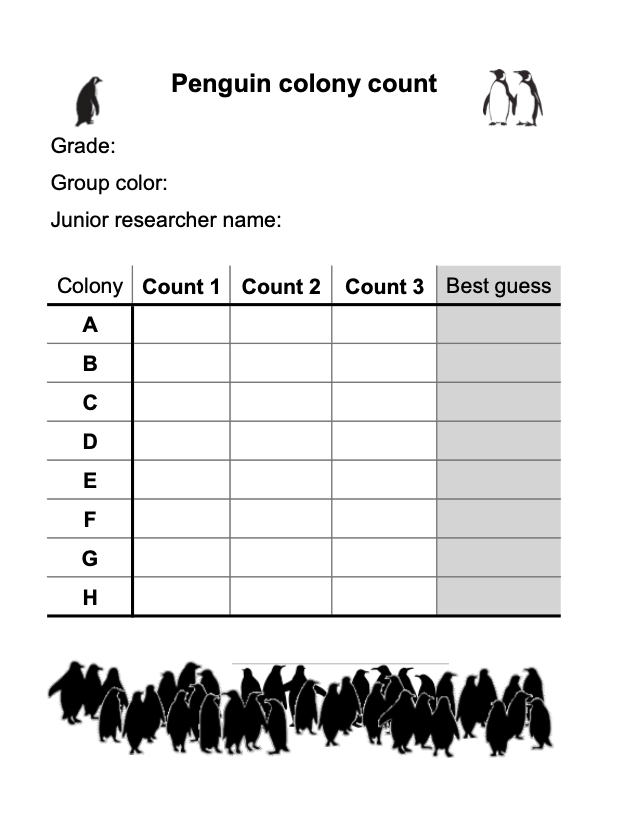 Penguin colony count
Grade:
Group color:
Junior researcher name:
Colony Count 1 Count 2 Count 3 Best guess
A
B
C
D
E
F
G
H